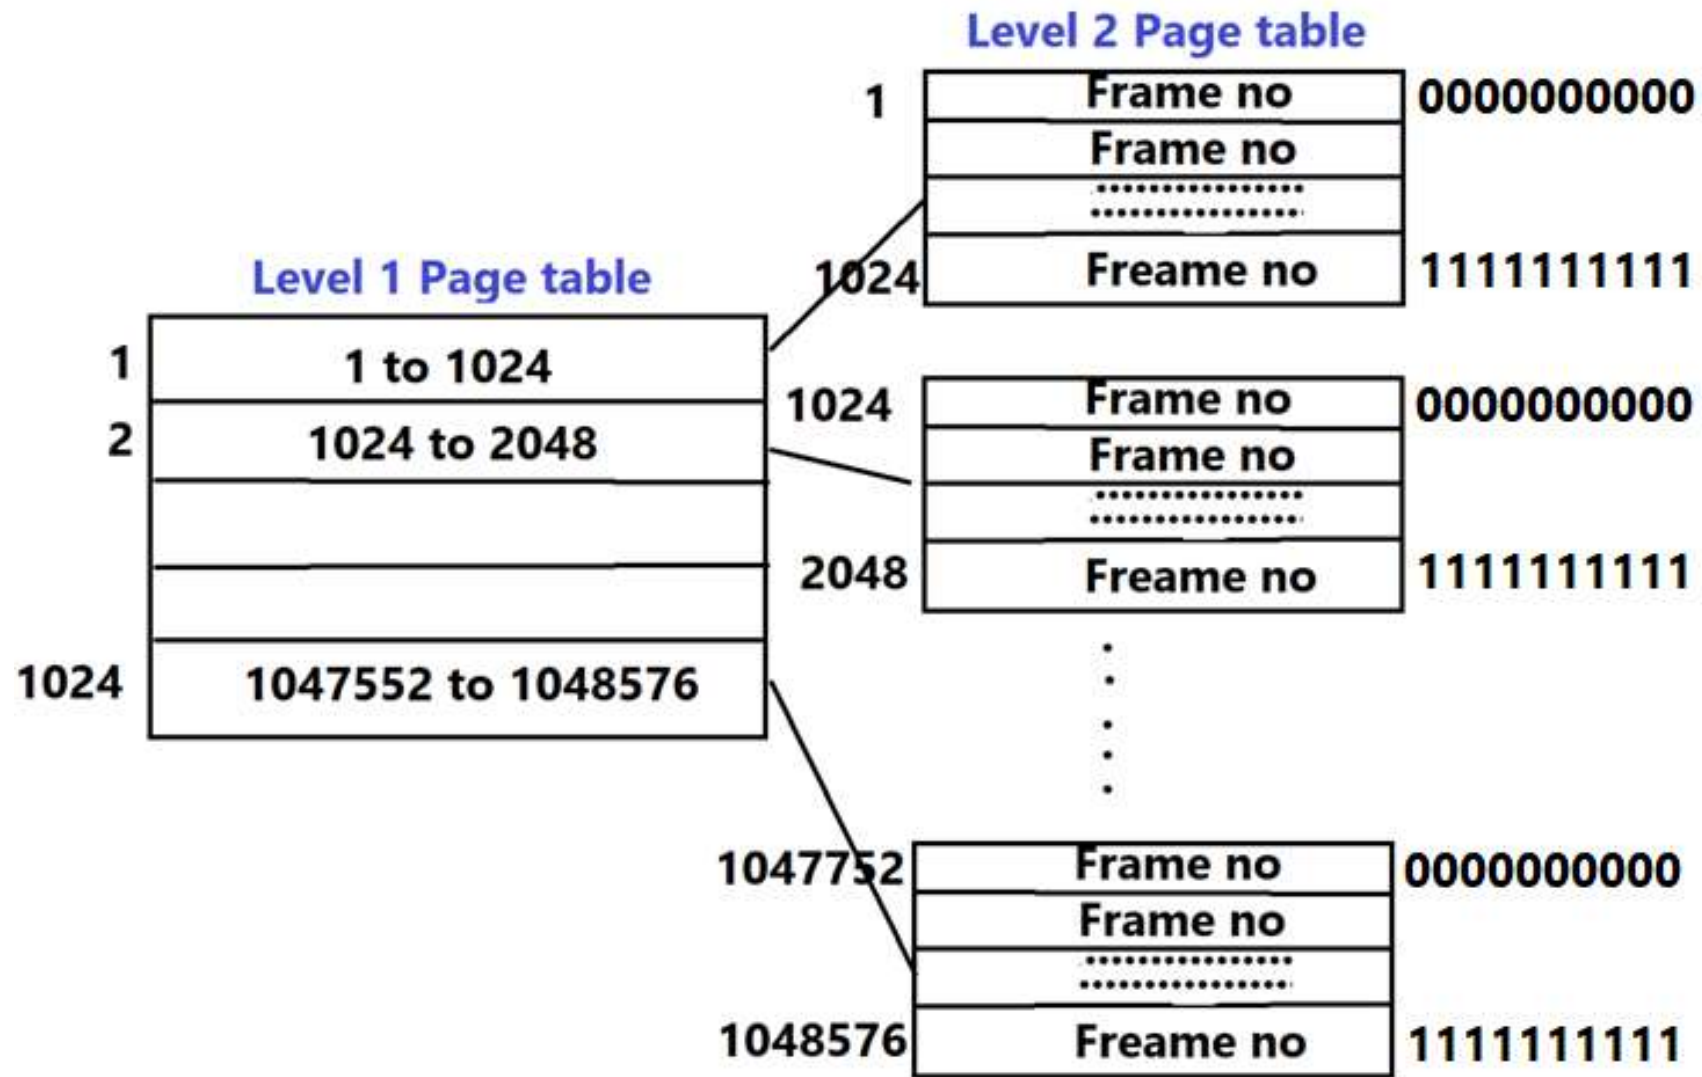 Level 2 Page table
1 Frame no 0000000000
Frame no
1024 Freame no 1111111111
Level 1 Page table
1 1 to 1024
2 1024 to 2048
1024 1047552 to 1048576
1024 Frame no 0000000000
Frame no
2048 Freame no 1111111111
1047752 Frame no 0000000000
Frame no
1048576 Freame no 1111111111